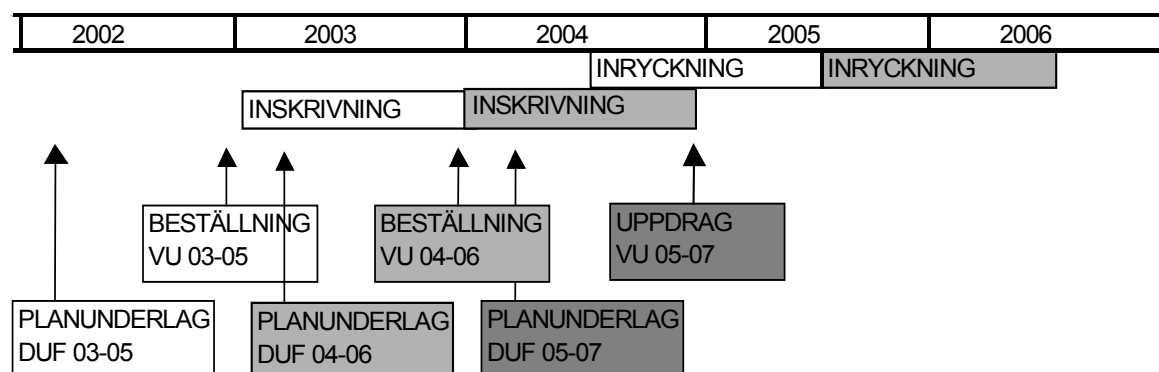 2002 2003 2004 2005 2006
INRYCKNING INRYCKNING
INSKRIVNING INSKRIVNING
BESTÄLLNING
VU 03-05
BESTÄLLNING
VU 04-06
UPPDRAG
VU 05-07
PLANUNDERLAG
DUF 03-05
PLANUNDERLAG
DUF 04-06
PLANUNDERLAG
DUF 05-07